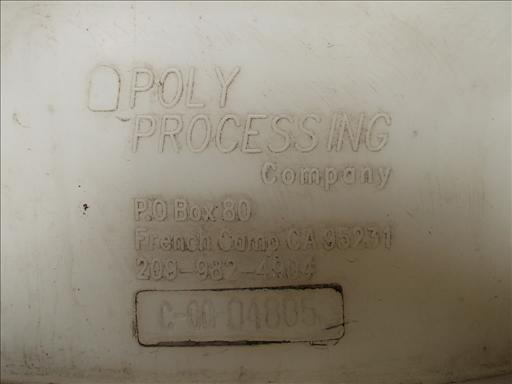 POLY
PROCESSING
Company
P.O Box 80
French Camp CA 95231
209-982-4904